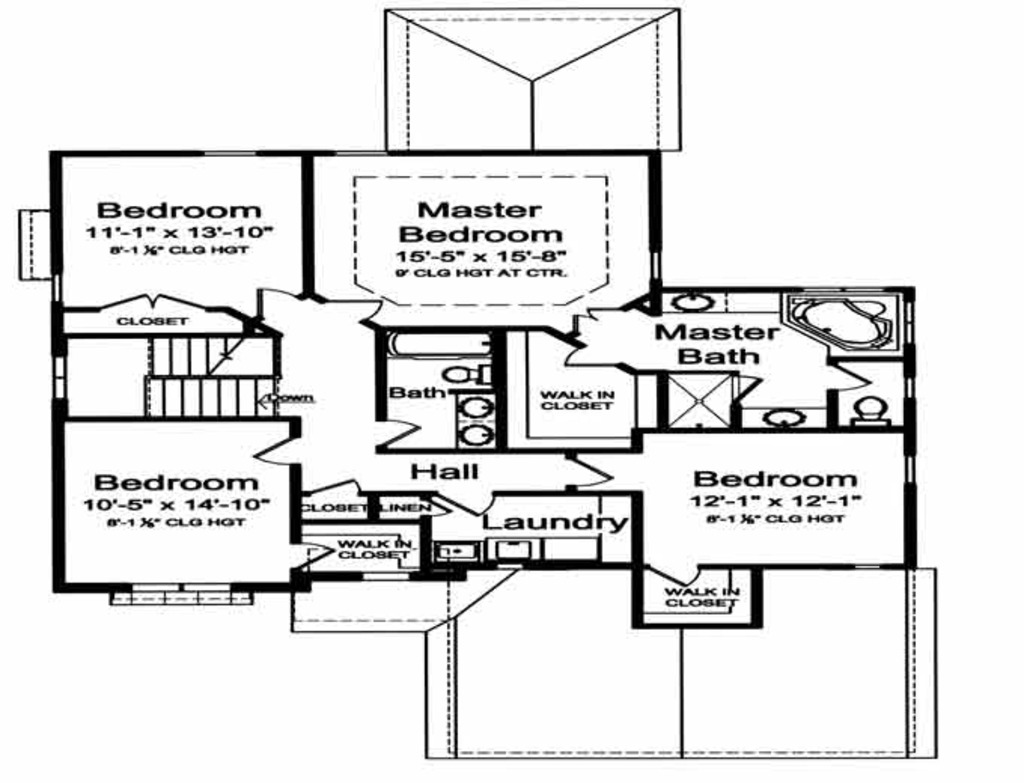 Bedroom
11'-1" x 13'-10"
8'-1 ⅛" CLG HGT
CLOSET
Master
Bedroom
15'-5" x 15'-8"
9' CLG HGT AT CTR.
Master
Bath
Bath
WALK IN
CLOSET
Down
Bedroom
10'-5" x 14'-10"
8'-1 ⅛" CLG HGT
Hall
CLOSET
LINEN
WALK IN
CLOSET
Laundry
Bedroom
12'-1" x 12'-1"
8'-1 ⅛" CLG HGT
WALK IN
CLOSET